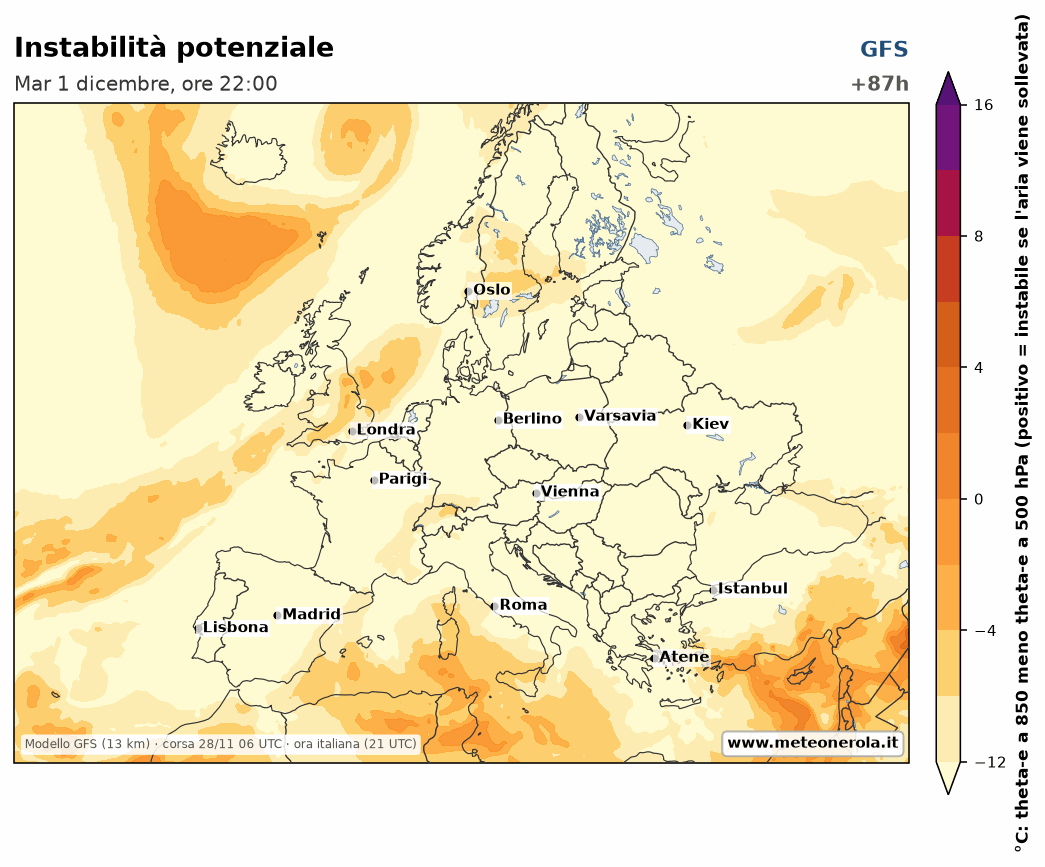 Instabilità potenziale
GFS
Mar 1 dicembre, ore 22:00
+87h
Oslo
Londra
Berlino
Varsavia
Kiev
Parigi
Vienna
Istanbul
Roma
Madrid
Lisbona
Atene
Modello GFS (13 km) · corsa 28/11 06 UTC · ora italiana (21 UTC)
www.meteonerola.it
16
8
4
0
−4
−12
°C: theta-e a 850 meno theta-e a 500 hPa (positivo = instabile se l'aria viene sollevata)